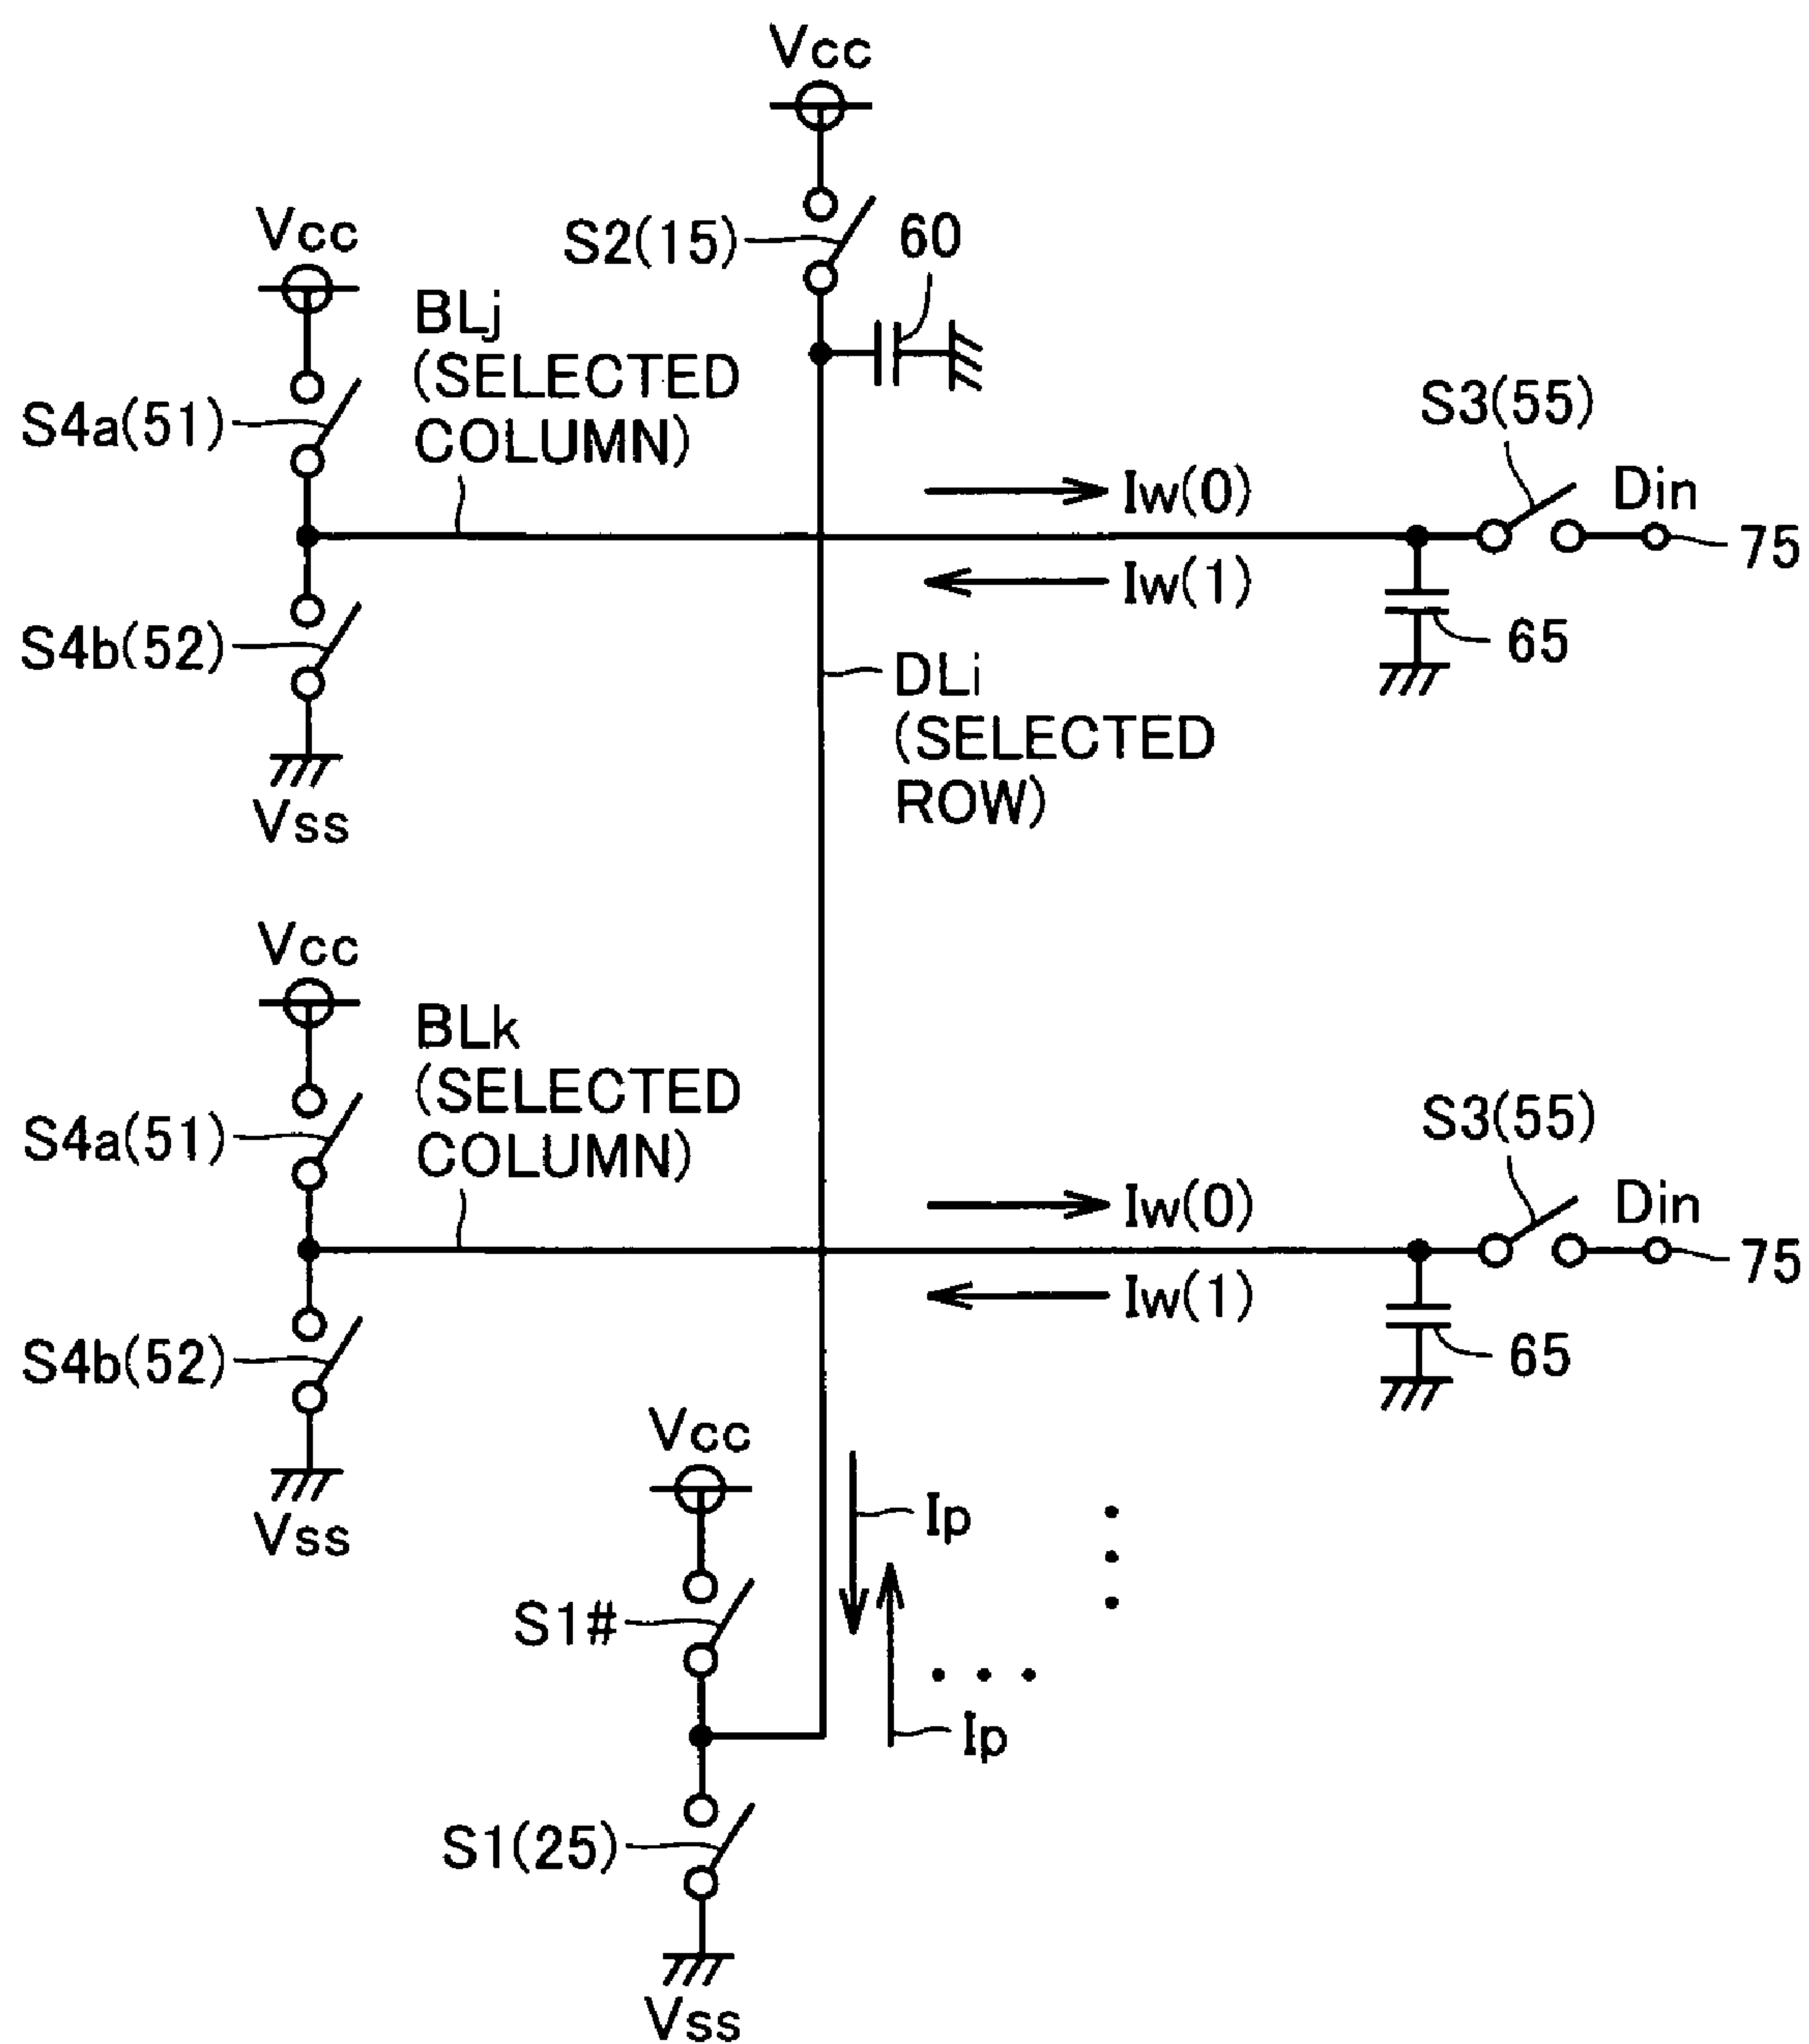 Vcc
Vcc
S2(15)
60
BLj
(SELECTED
COLUMN)
S4a(51)
S3(55)
Din
Iw(0)
75
Iw(1)
S4b(52)
65
DLi
(SELECTED
ROW)
Vss
Vcc
BLk
(SELECTED
COLUMN)
S4a(51)
S3(55)
Din
Iw(0)
75
Iw(1)
S4b(52)
65
Vcc
Vss
Ip
S1#
Ip
S1(25)
Vss